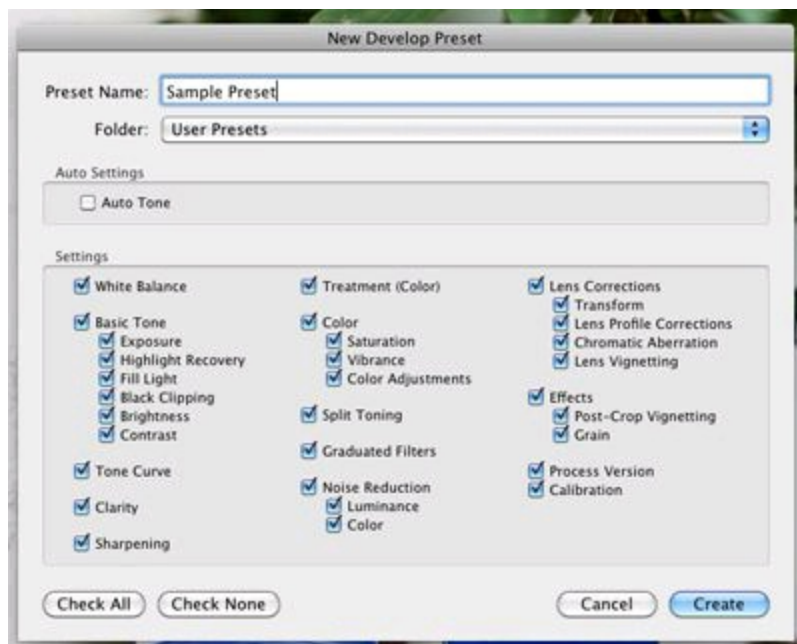 New Develop Preset
Preset Name: Sample Preset
Folder: User Presets
Auto Settings
Auto Tone
Settings
White Balance
Basic Tone
Exposure
Highlight Recovery
Fill Light
Black Clipping
Brightness
Contrast
Tone Curve
Clarity
Sharpening
Treatment (Color)
Color
Saturation
Vibrance
Color Adjustments
Split Toning
Graduated Filters
Noise Reduction
Luminance
Color
Lens Corrections
Transform
Lens Profile Corrections
Chromatic Aberration
Lens Vignetting
Effects
Post-Crop Vignetting
Grain
Process Version
Calibration
Check All
Check None
Cancel
Create